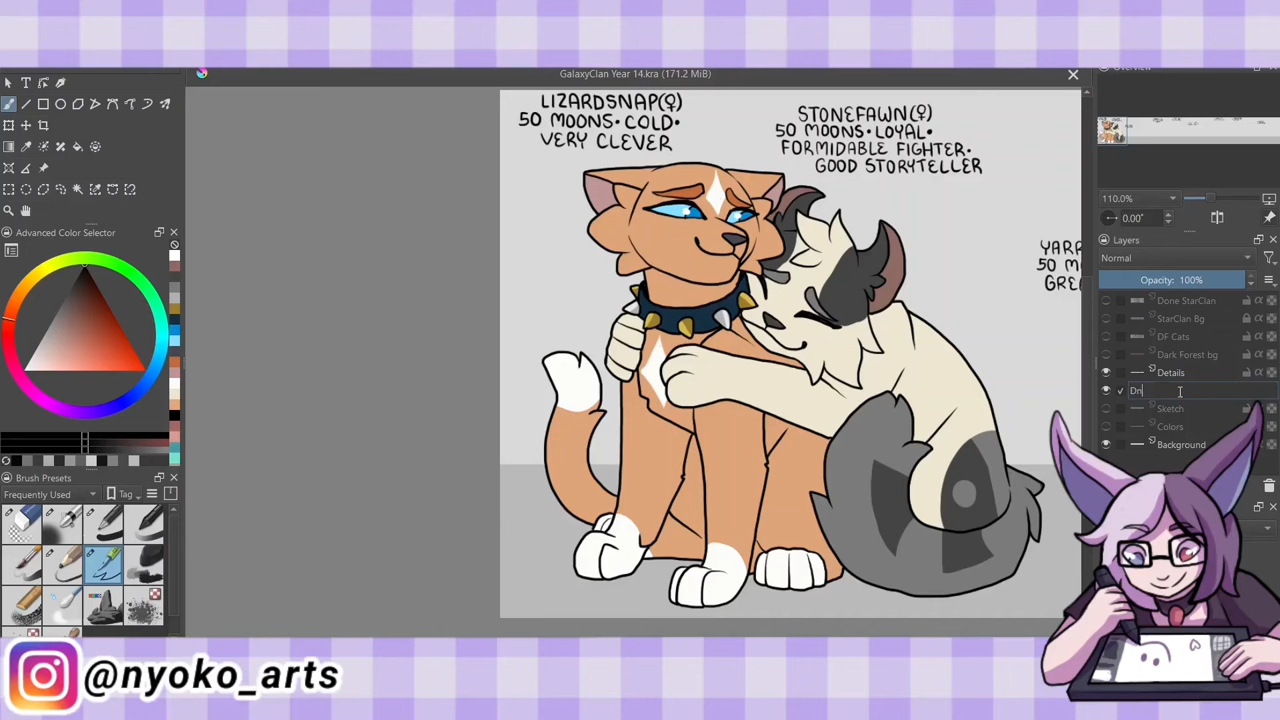 GalaxyClan Year 14.kra (171.2 MiB)
LIZARDSNAP(♀)
50 MOONS• COLD•
VERY CLEVER
STONEFAWN(♀)
50 MOONS• LOYAL•
FORMIDABLE FIGHTER•
GOOD STORYTELLER
50
110.0%
0.00°
Layers
Normal
Opacity: 100%
Done StarClan
StarClan Bg
DF Cats
Dark Forest bg
Details
Dn
Sketch
Colors
Background
Advanced Color Selector
Brush Presets
Frequently Used
Tag
@nyoko_arts